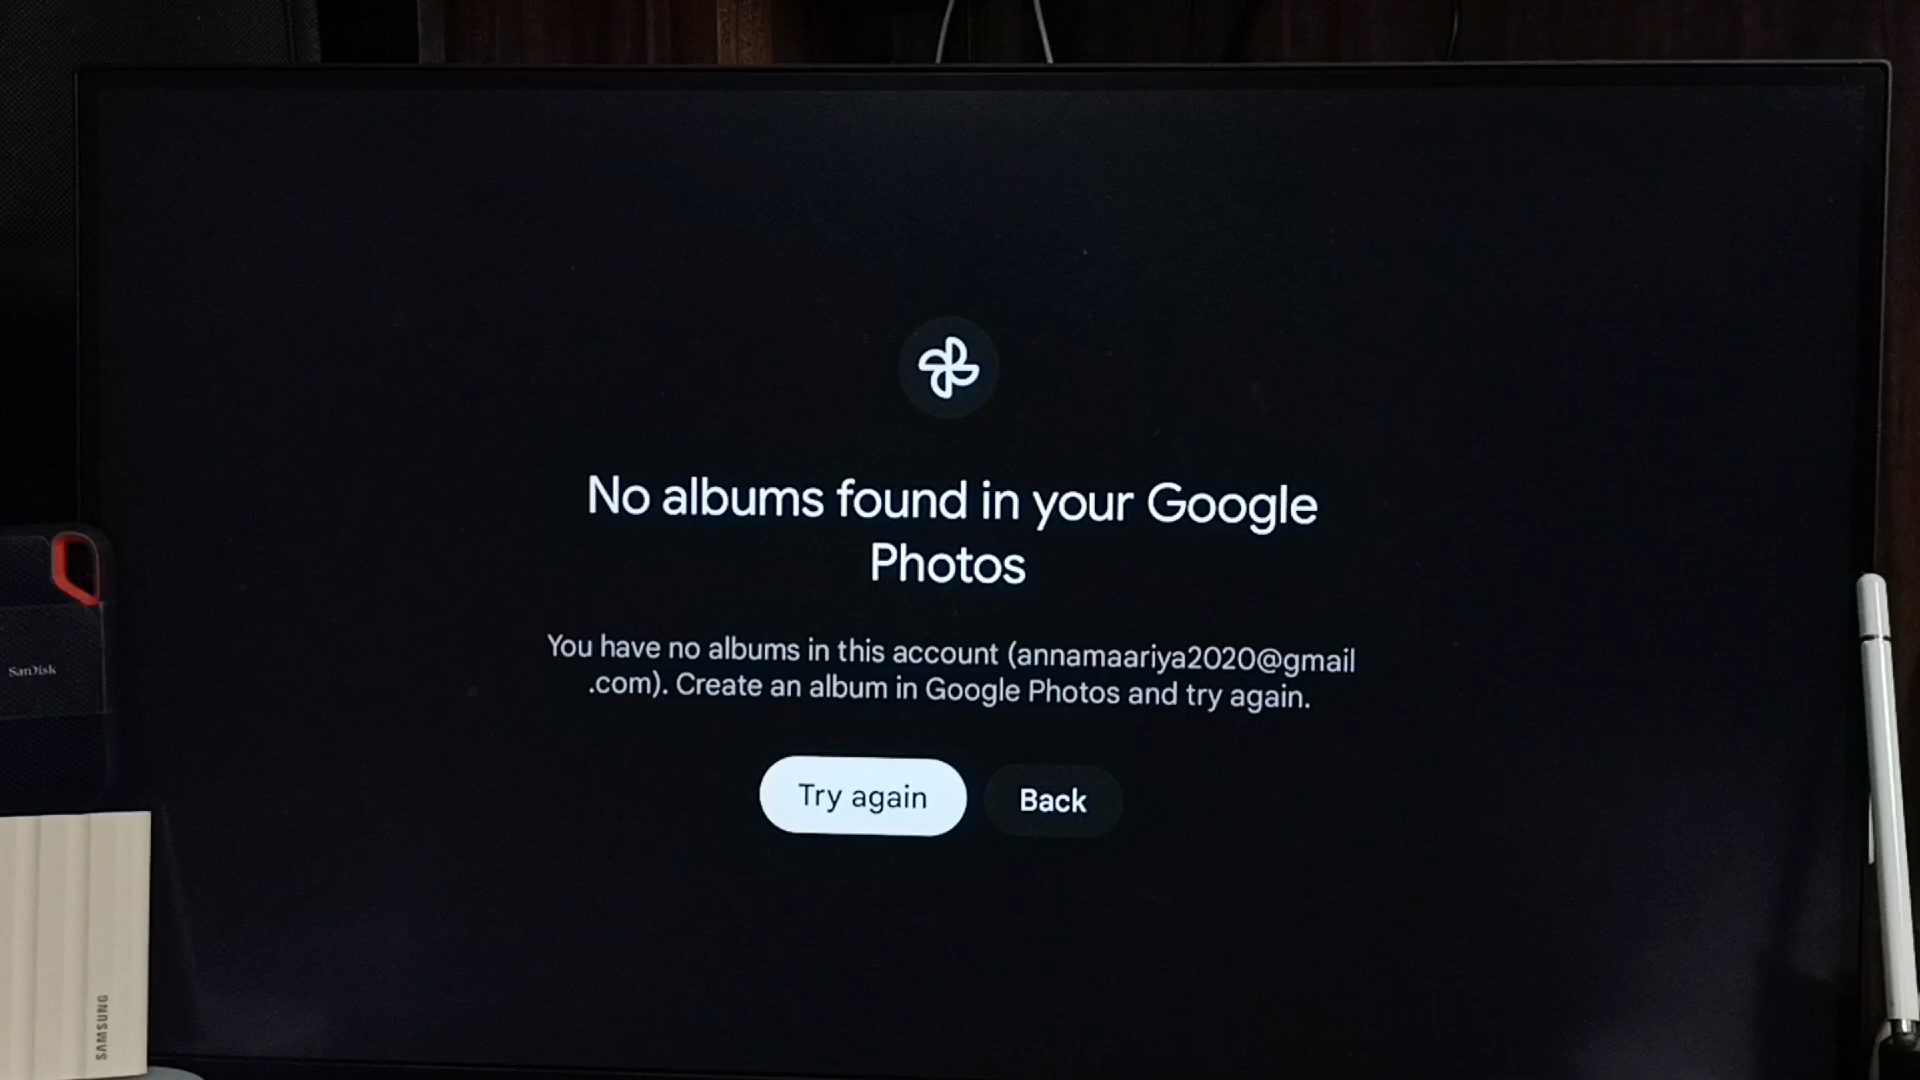 No albums found in your Google
Photos
You have no albums in this account (annamaariya2020@gmail
.com). Create an album in Google Photos and try again.
Try again
Back
SanDisk
SAMSUNG